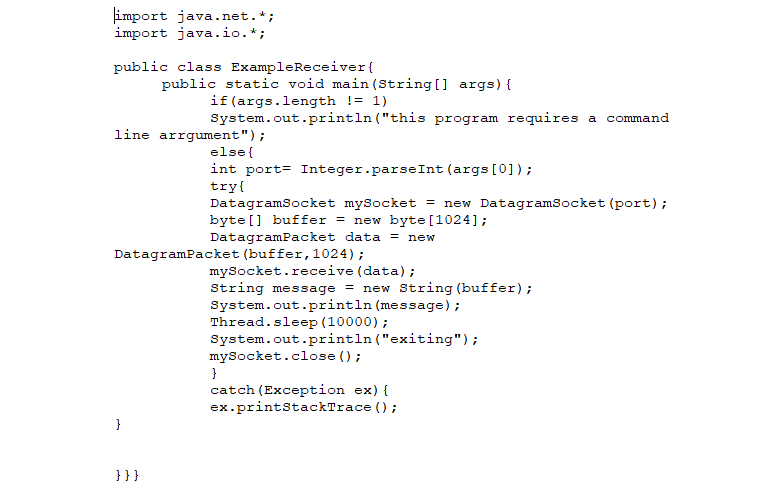 import java.net.*;
import java.io.*;
public class ExampleReceiver{
public static void main(String[] args){
if(args.length != 1)
System.out.println("this program requires a command
line arrgument");
else{
int port= Integer.parseInt(args[0]);
try{
DatagramSocket mySocket = new DatagramSocket(port);
byte[] buffer = new byte[1024];
DatagramPacket data = new
DatagramPacket(buffer,1024);
mySocket.receive(data);
String message = new String(buffer);
System.out.println(message);
Thread.sleep(10000);
System.out.println("exiting");
mySocket.close();
}
catch(Exception ex){
ex.printStackTrace();
}
}}}